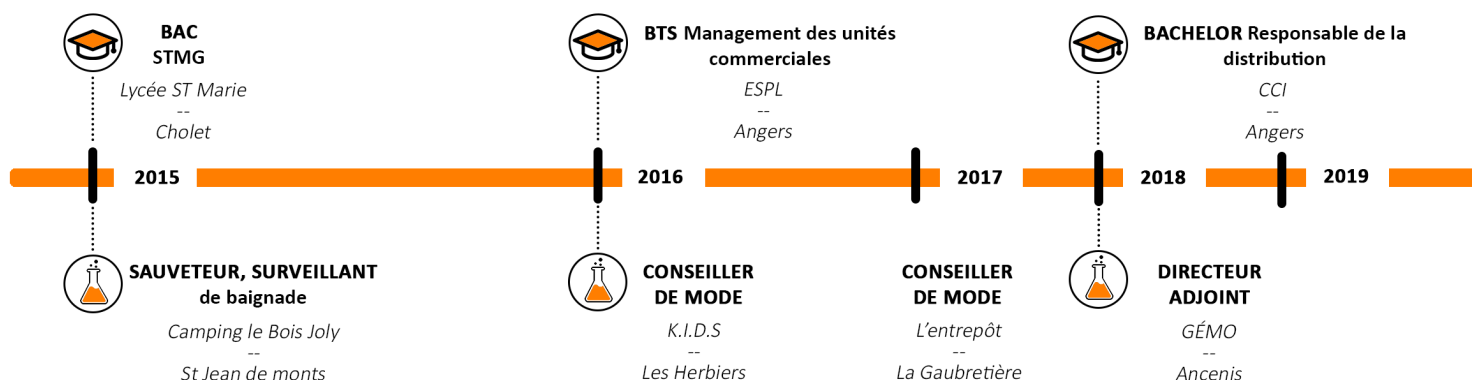 BAC
STMG
Lycée ST Marie
--
Cholet
BTS Management des unités
commerciales
ESPL
--
Angers
BACHELOR Responsable de la
distribution
CCI
--
Angers
2015
2016
2017
2018
2019
SAUVETEUR, SURVEILLANT
de baignade
Camping le Bois Joly
--
St Jean de monts
CONSEILLER
DE MODE
K.I.D.S
--
Les Herbiers
CONSEILLER
DE MODE
L'entrepôt
--
La Gaubretière
DIRECTEUR
ADJOINT
GÉMO
--
Ancenis